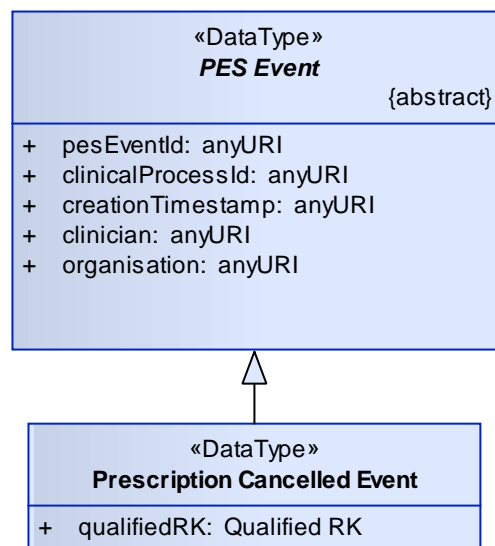 «DataType»
PES Event
{abstract}
+ pesEventId: anyURI
+ clinicalProcessId: anyURI
+ creationTimestamp: anyURI
+ clinician: anyURI
+ organisation: anyURI
«DataType»
Prescription Cancelled Event
+ qualifiedRK: Qualified RK